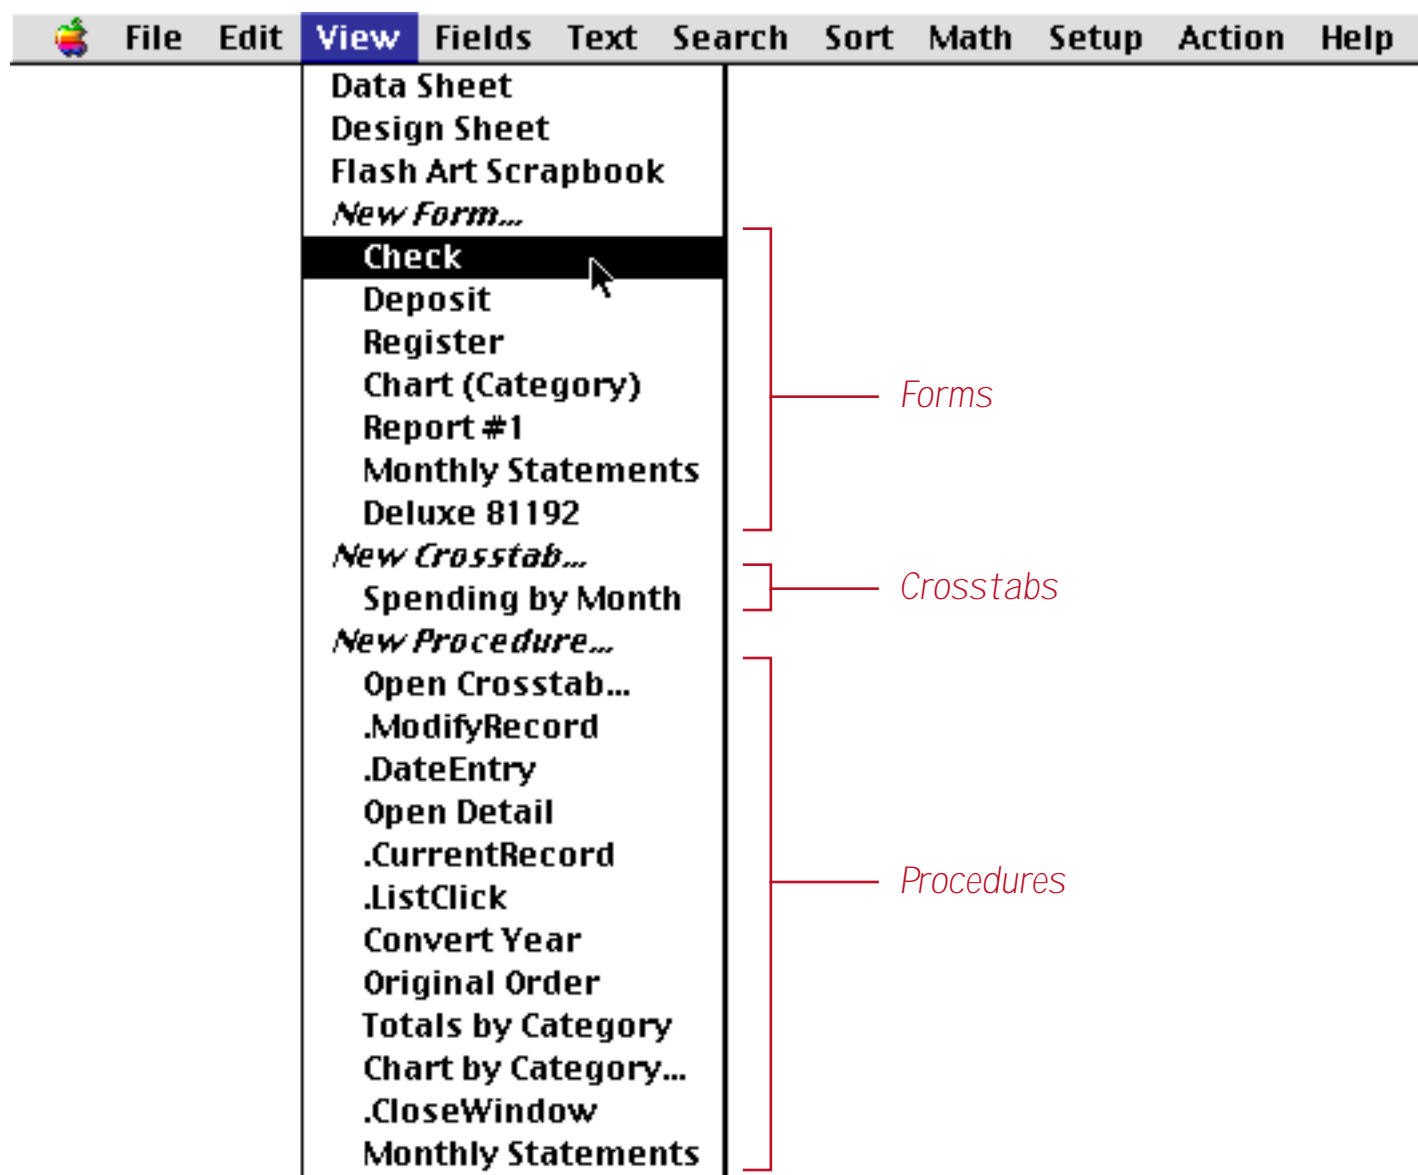 File Edit View Fields Text Search Sort Math Setup Action Help
Data Sheet
Design Sheet
Flash Art Scrapbook
New Form...
Check
Deposit
Register
Chart (Category)
Report #1
Monthly Statements
Deluxe 81192
New Crosstab...
Spending by Month
New Procedure...
Open Crosstab...
.ModifyRecord
.DateEntry
Open Detail
.CurrentRecord
.ListClick
Convert Year
Original Order
Totals by Category
Chart by Category...
.CloseWindow
Monthly Statements
Forms
Crosstabs
Procedures